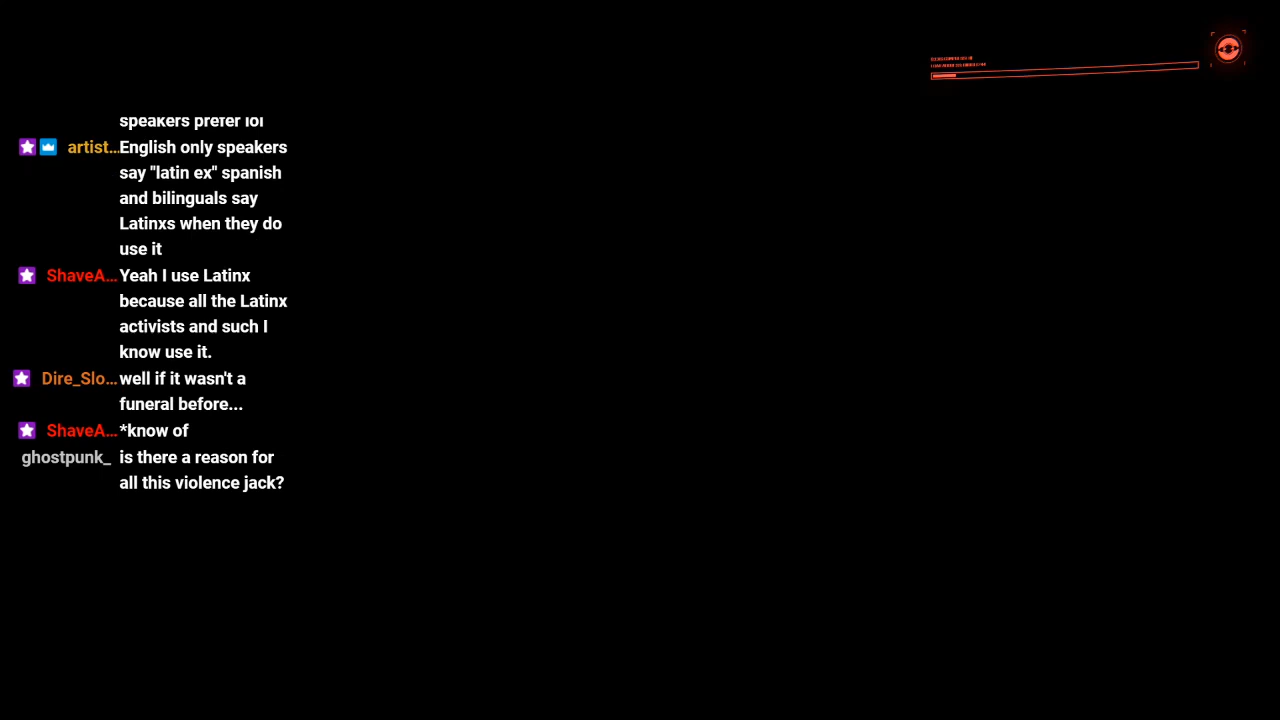 speakers prefer lol
artist...English only speakers
say "latin ex" spanish
and bilinguals say
Latinxs when they do
use it
ShaveA...Yeah I use Latinx
because all the Latinx
activists and such I
know use it.
Dire_Slo...well if it wasn't a
funeral before...
ShaveA...*know of
ghostpunk_ is there a reason for
all this violence jack?